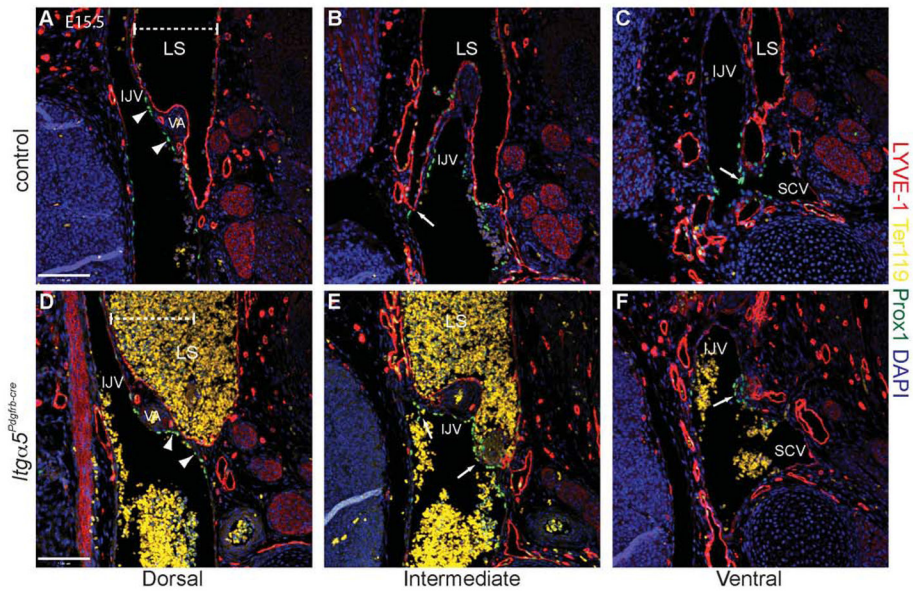 A E15.5
LS
IJV
VA
B
LS
IJV
C
IJV
LS
SCV
control
D
LS
IJV
VA
E
LS
IJV
F
IJV
SCV
Itgα5Pdgfrb-cre
LYVE-1 Ter119 Prox1 DAPI
Dorsal
Intermediate
Ventral